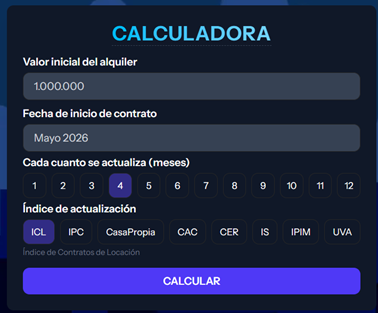 CALCULADORA
Valor inicial del alquiler
1.000.000
Fecha de inicio de contrato
Mayo 2026
Cada cuanto se actualiza (meses)
1 2 3 4 5 6 7 8 9 10 11 12
Índice de actualización
ICL IPC CasaPropia CAC CER IS IPIM UVA
Índice de Contratos de Locación
CALCULAR